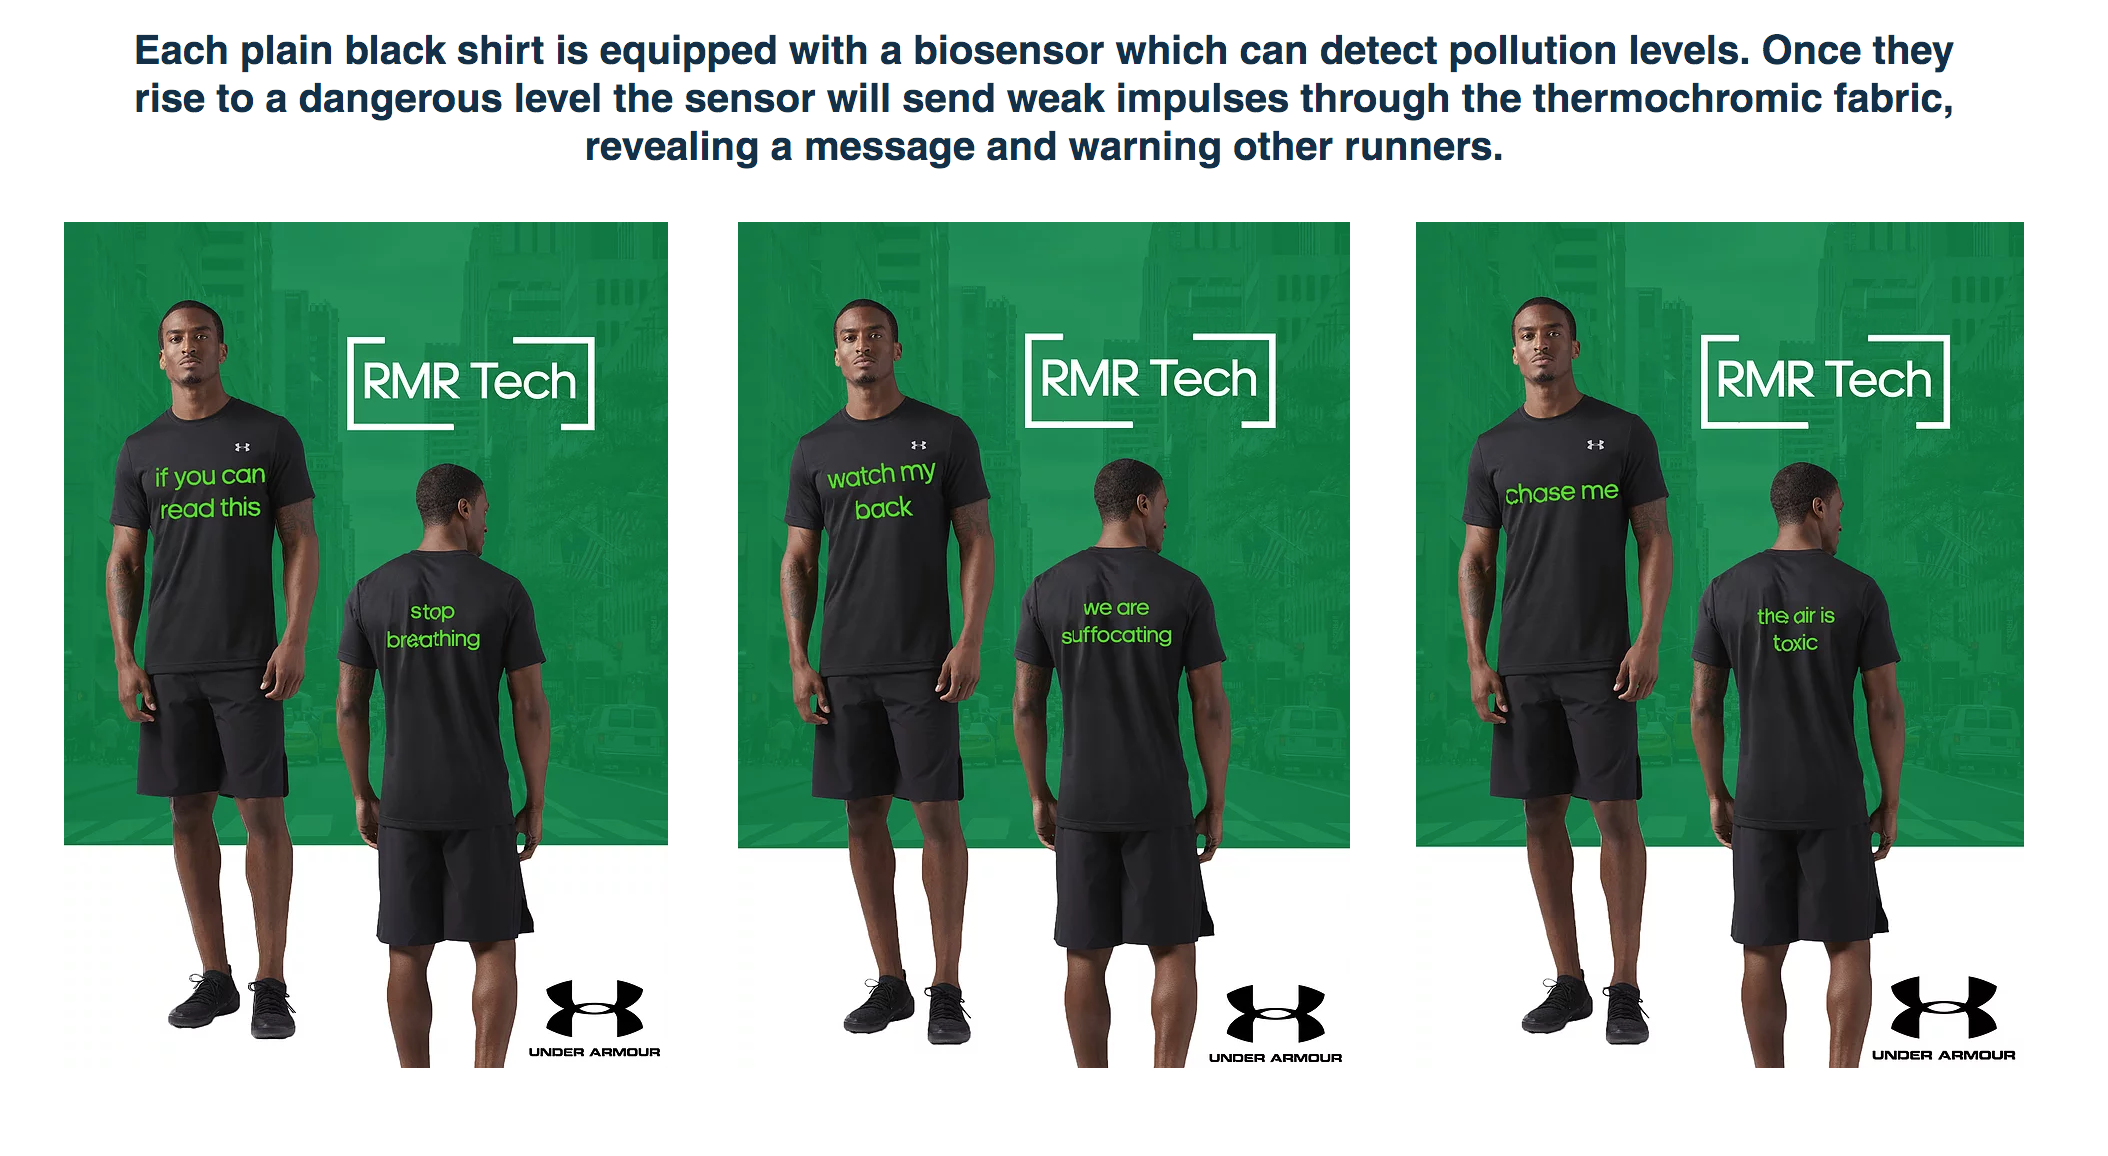 Each plain black shirt is equipped with a biosensor which can detect pollution levels. Once they
rise to a dangerous level the sensor will send weak impulses through the thermochromic fabric,
revealing a message and warning other runners.
RMR Tech
if you can
read this
stop
breathing
UNDER ARMOUR
RMR Tech
watch my
back
we are
suffocating
UNDER ARMOUR
RMR Tech
chase me
the air is
toxic
UNDER ARMOUR